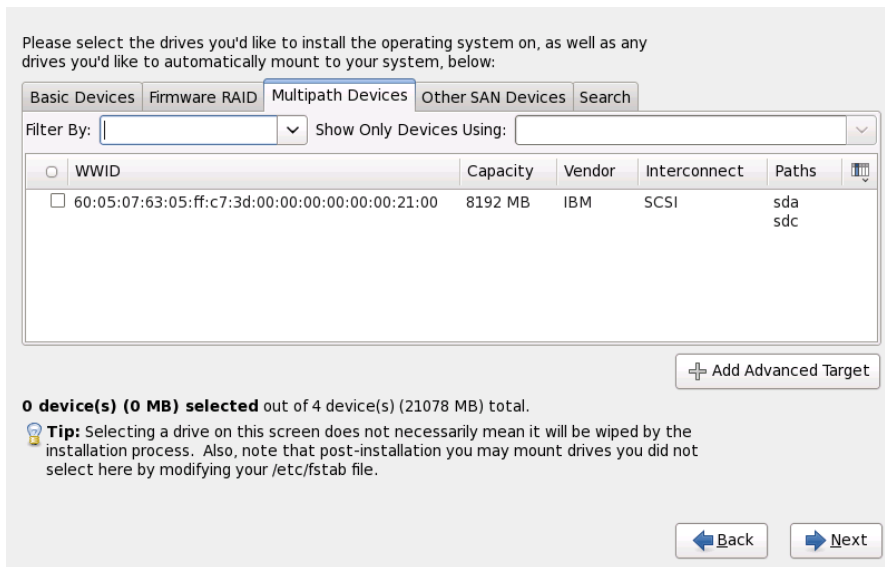 Please select the drives you'd like to install the operating system on, as well as any
drives you'd like to automatically mount to your system, below:
Basic Devices Firmware RAID Multipath Devices Other SAN Devices Search
Filter By: Show Only Devices Using:
WWID Capacity Vendor Interconnect Paths
60:05:07:63:05:ff:c7:3d:00:00:00:00:00:00:21:00 8192 MB IBM SCSI sda
sdc
Add Advanced Target
0 device(s) (0 MB) selected out of 4 device(s) (21078 MB) total.
Tip: Selecting a drive on this screen does not necessarily mean it will be wiped by the
installation process. Also, note that post-installation you may mount drives you did not
select here by modifying your /etc/fstab file.
Back Next